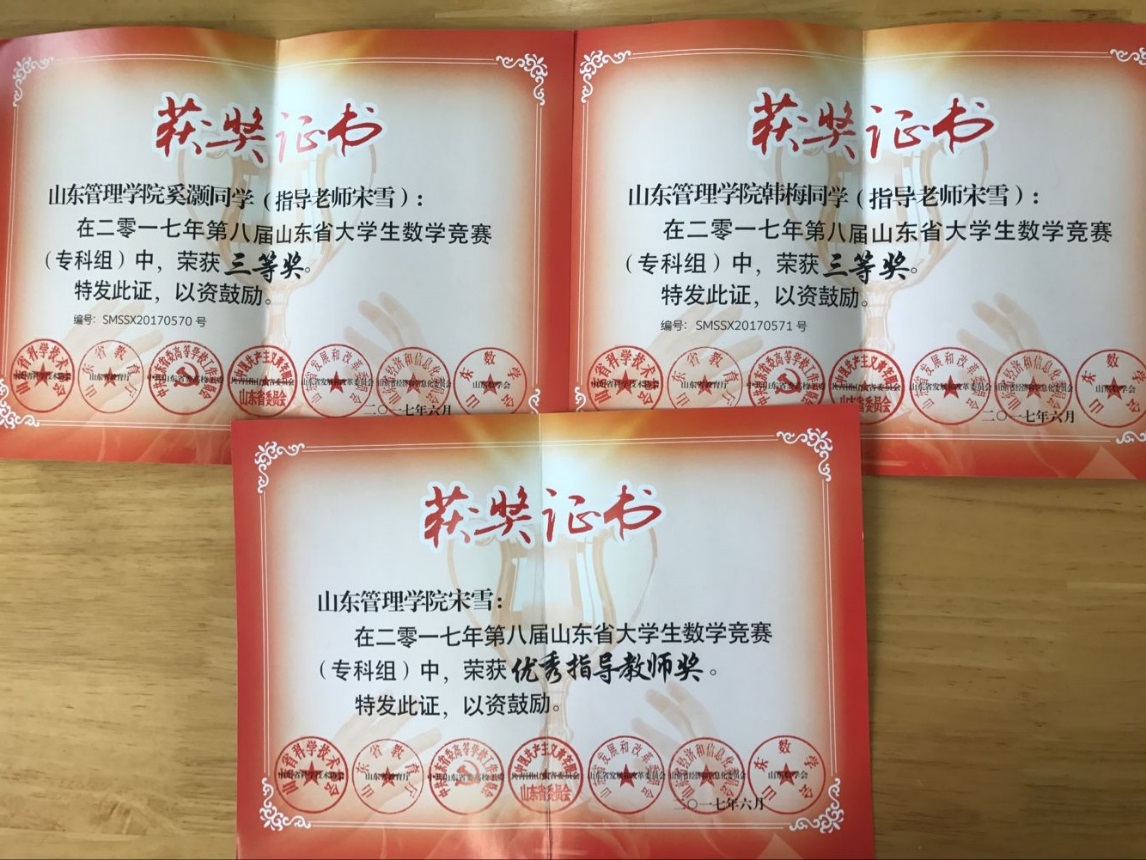 获奖证书
山东管理学院奚灏同学（指导老师宋雪）：
在二零一七年第八届山东省大学生数学竞赛
（专科组）中，荣获三等奖。
特发此证，以资鼓励。
编号：SMSSX20170570号
二〇一七年六月
获奖证书
山东管理学院韩梅同学（指导老师宋雪）：
在二零一七年第八届山东省大学生数学竞赛
（专科组）中，荣获三等奖。
特发此证，以资鼓励。
编号：SMSSX20170571号
二〇一七年六月
获奖证书
山东管理学院宋雪：
在二零一七年第八届山东省大学生数学竞赛
（专科组）中，荣获优秀指导教师奖。
特发此证，以资鼓励。
山东省教育厅
山东数学会
二〇一七年六月